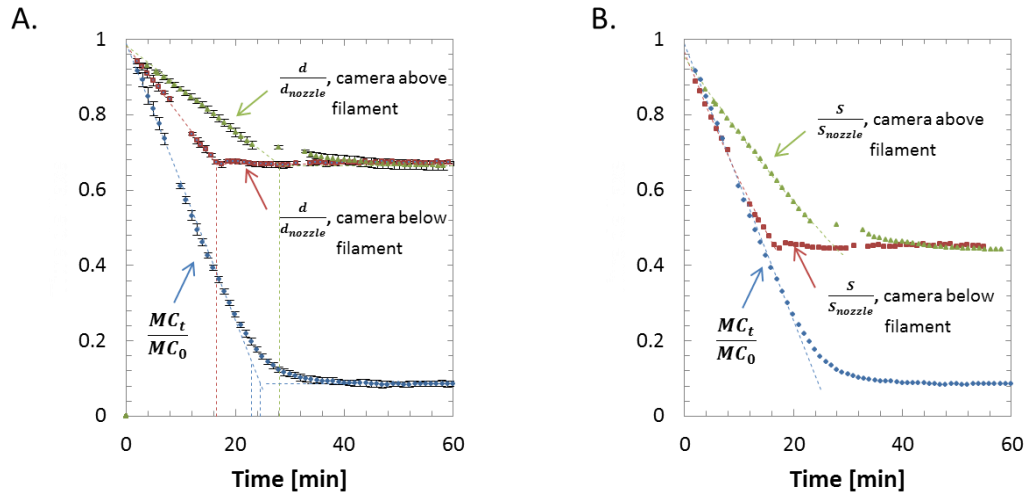 A.
1
0.8
0.6
0.4
0.2
0
0
20
40
60
Time [min]
d
d_nozzle, camera above
filament
d
d_nozzle, camera below
filament
MC_t
MC_0
B.
1
0.8
0.6
0.4
0.2
0
0
20
40
60
Time [min]
S
S_nozzle, camera above
filament
S
S_nozzle, camera below
filament
MC_t
MC_0